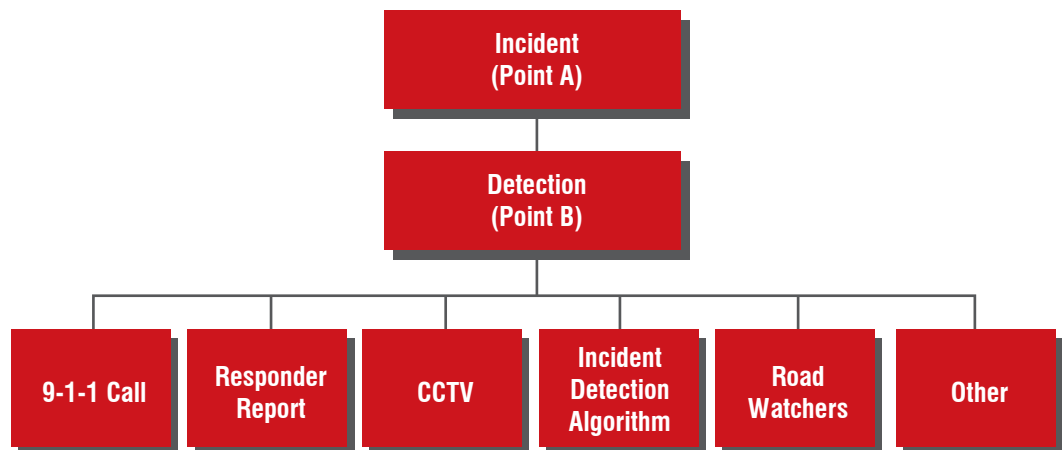 Incident
(Point A)
Detection
(Point B)
9-1-1 Call
Responder
Report
CCTV
Incident
Detection
Algorithm
Road
Watchers
Other